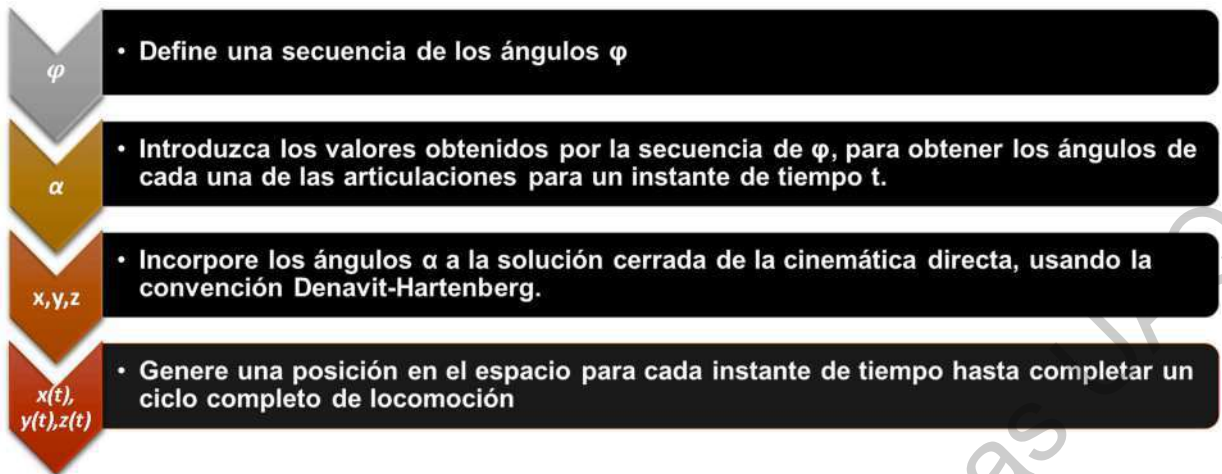 φ
• Define una secuencia de los ángulos φ
α
• Introduzca los valores obtenidos por la secuencia de φ, para obtener los ángulos de
cada una de las articulaciones para un instante de tiempo t.
x,y,z
• Incorpore los ángulos α a la solución cerrada de la cinemática directa, usando la
convención Denavit-Hartenberg.
x(t),
y(t),z(t)
• Genere una posición en el espacio para cada instante de tiempo hasta completar un
ciclo completo de locomoción